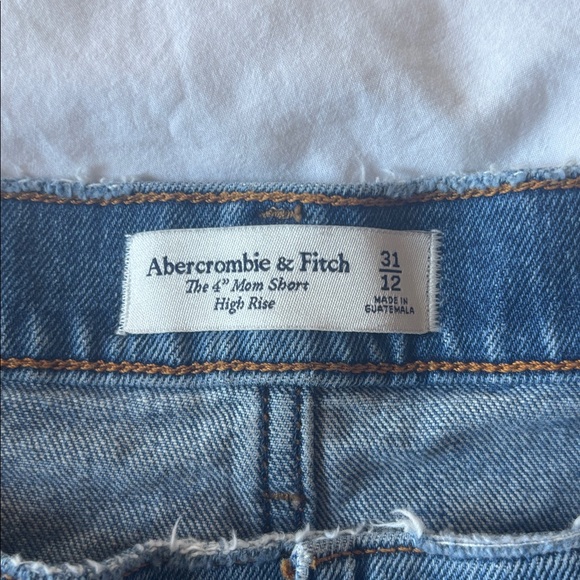 Abercrombie & Fitch
The 4" Mom Short
High Rise
31
12
MADE IN
GUATEMALA